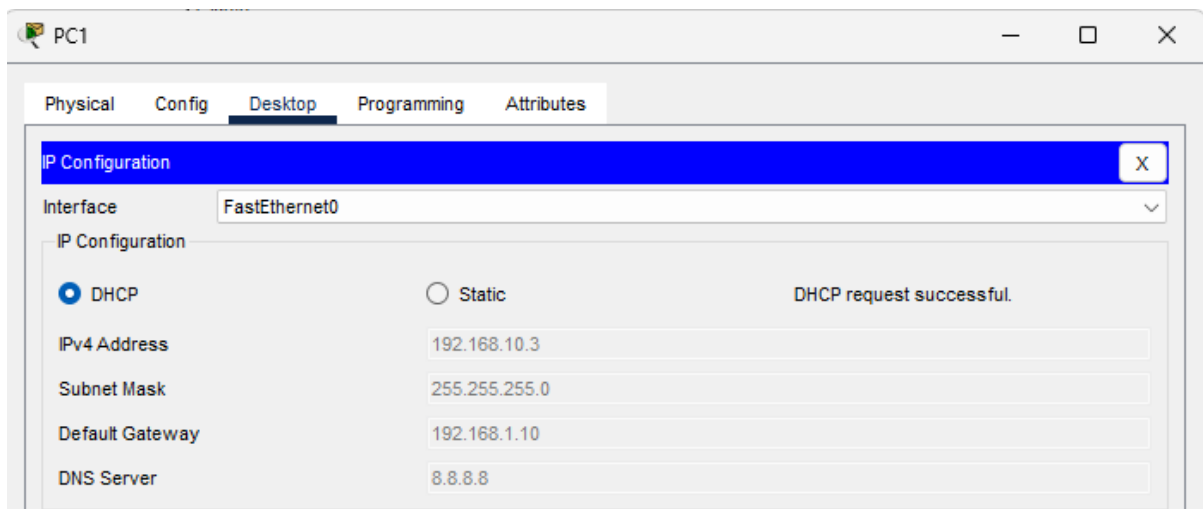 PC1
Physical Config Desktop Programming Attributes
IP Configuration X
Interface FastEthernet0
IP Configuration
DHCP Static DHCP request successful.
IPv4 Address 192.168.10.3
Subnet Mask 255.255.255.0
Default Gateway 192.168.1.10
DNS Server 8.8.8.8